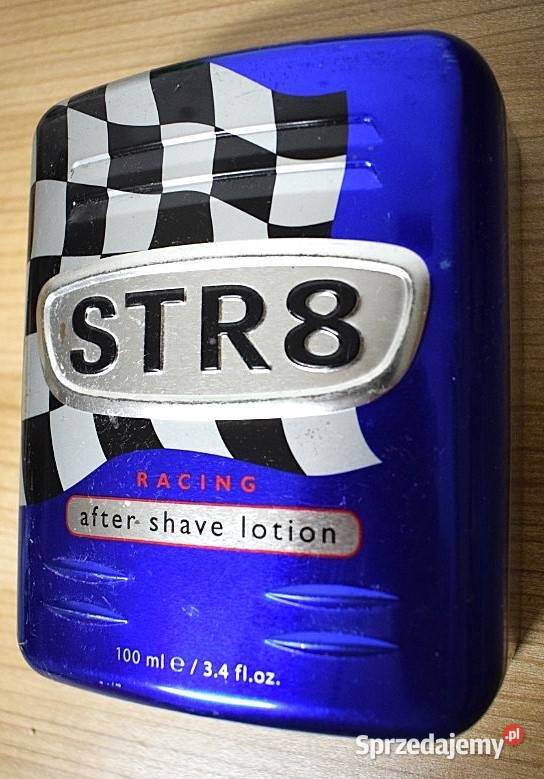 STR8
RACING
after shave lotion
100 ml ℮ / 3.4 fl.oz.
Sprzedajemy.pl